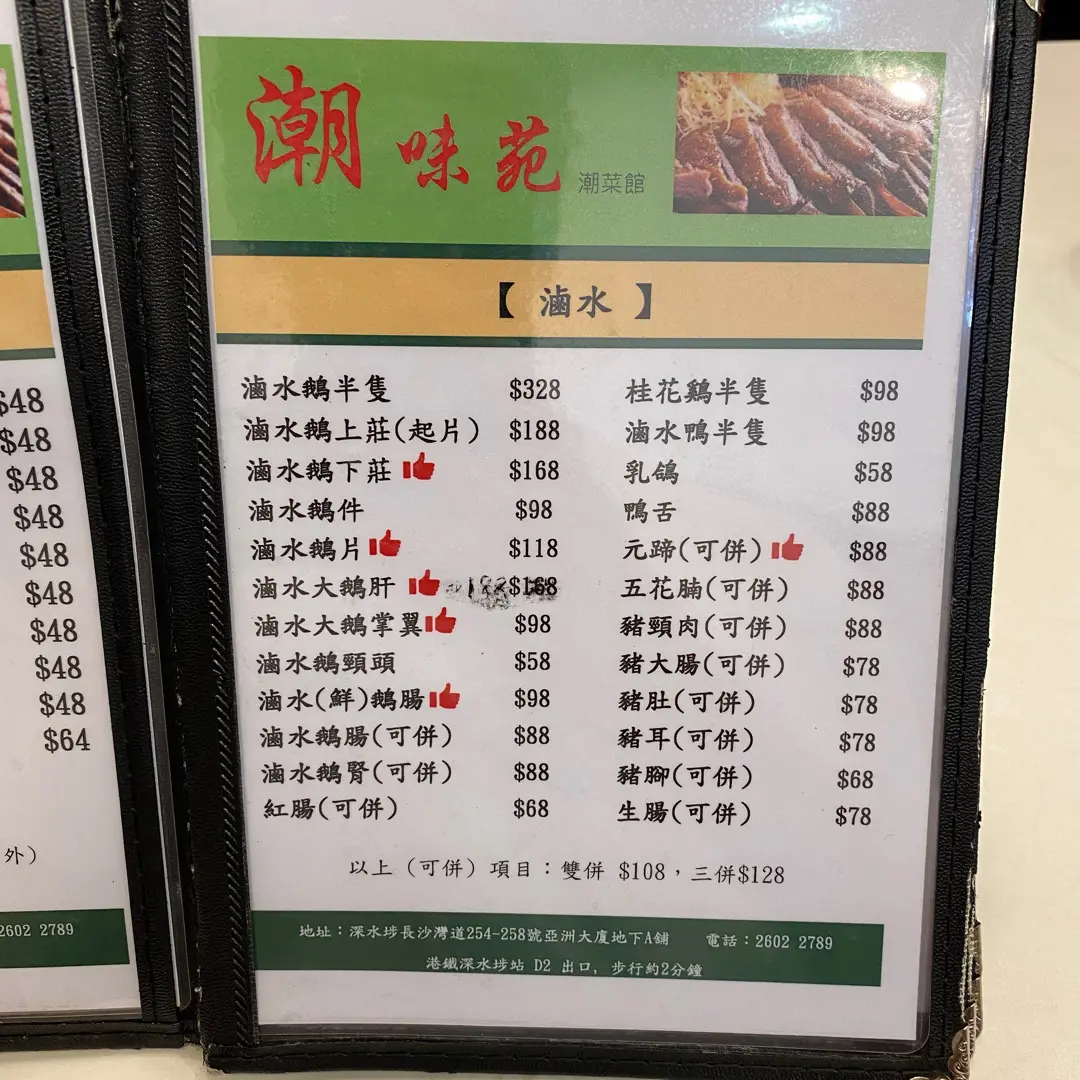 潮味苑 潮菜館
【 滷水 】
滷水鵝半隻 $328
滷水鵝上莊(起片) $188
滷水鵝下莊 $168
滷水鵝件 $98
滷水鵝片 $118
滷水大鵝肝 $168
滷水大鵝掌翼 $98
滷水鵝頸頭 $58
滷水(鮮)鵝腸 $98
滷水鵝腸(可併) $88
滷水鵝腎(可併) $88
紅腸(可併) $68
桂花鷄半隻 $98
滷水鴨半隻 $98
乳鴿 $58
鴨舌 $88
元蹄(可併) $88
五花腩(可併) $88
豬頸肉(可併) $88
豬大腸(可併) $78
豬肚(可併) $78
豬耳(可併) $78
豬腳(可併) $68
生腸(可併) $78
以上（可併）項目：雙併 $108，三併$128
地址：深水埗長沙灣道254-258號亞洲大廈地下A舖 電話：2602 2789
港鐵深水埗站 D2 出口, 步行約2分鐘
$48
$48
$48
$48
$48
$48
$48
$48
$48
$64
外）
2602 2789